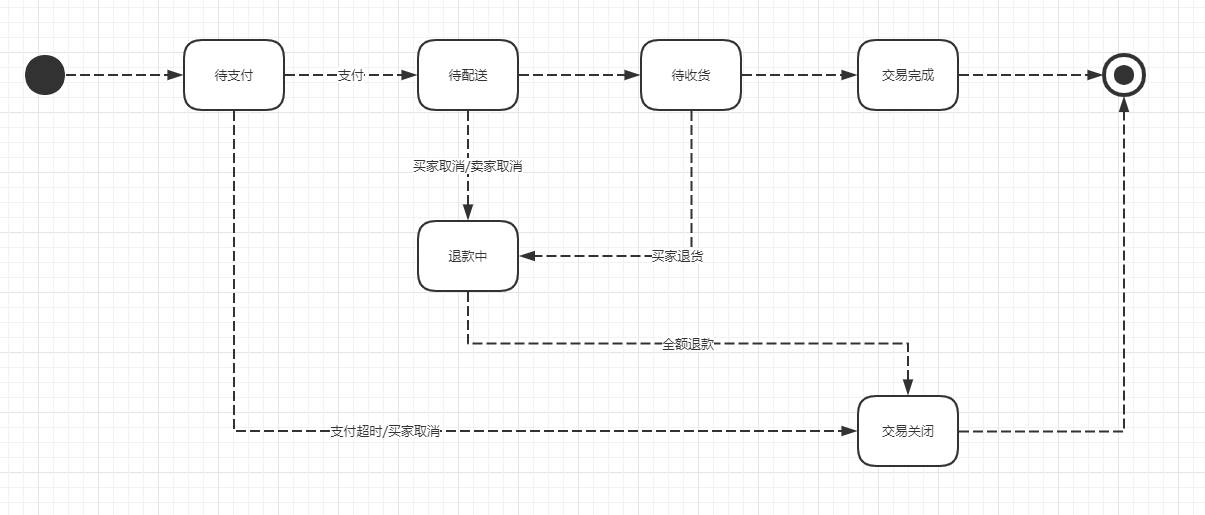 待支付
支付
待配送
待收货
交易完成
买家取消/卖家取消
退款中
买家退货
全额退款
支付超时/买家取消
交易关闭